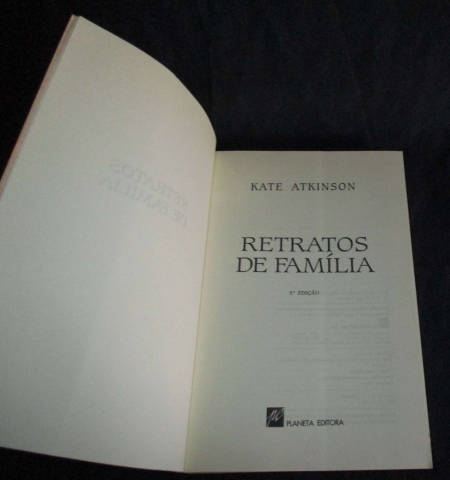 KATE ATKINSON
RETRATOS
DE FAMÍLIA
PLANETA EDITORA